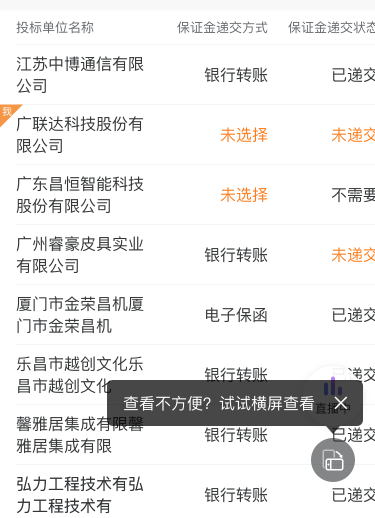 投标单位名称 保证金递交方式 保证金递交状态
江苏中博通信有限
公司
银行转账 已递交
我
广联达科技股份有
限公司
未选择 未递交
广东昌恒智能科技
股份有限公司
未选择 不需要
广州睿豪皮具实业
有限公司
银行转账 未递交
厦门市金荣昌机厦
门市金荣昌机
电子保函 已递交
乐昌市越创文化乐
昌市越创文化
银行转账 递交
查看不方便？试试横屏查看
直播中
馨雅居集成有限馨
雅居集成有限
银行转账 已递交
弘力工程技术有弘
力工程技术有
银行转账 已递交